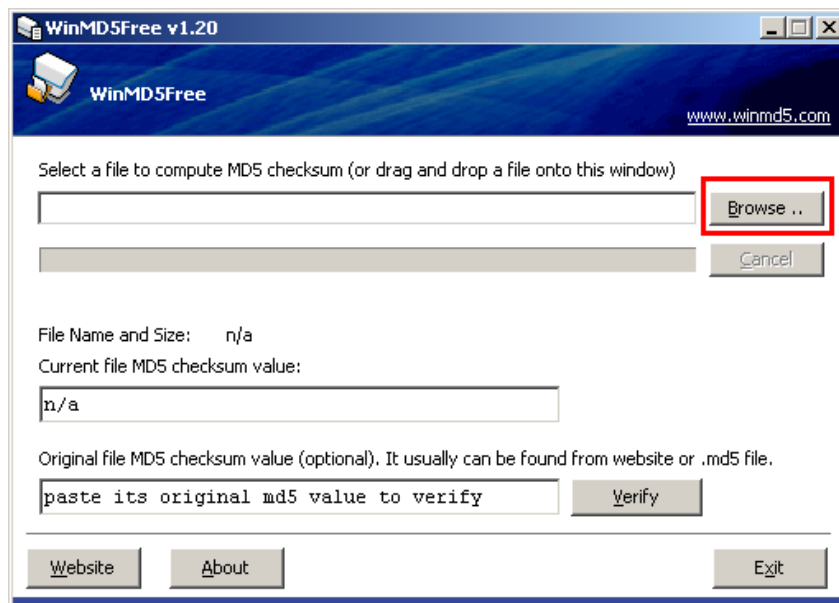 WinMD5Free v1.20
WinMD5Free
www.winmd5.com
Select a file to compute MD5 checksum (or drag and drop a file onto this window)
Browse ..
Cancel
File Name and Size: n/a
Current file MD5 checksum value:
n/a
Original file MD5 checksum value (optional). It usually can be found from website or .md5 file.
paste its original md5 value to verify Verify
Website About Exit